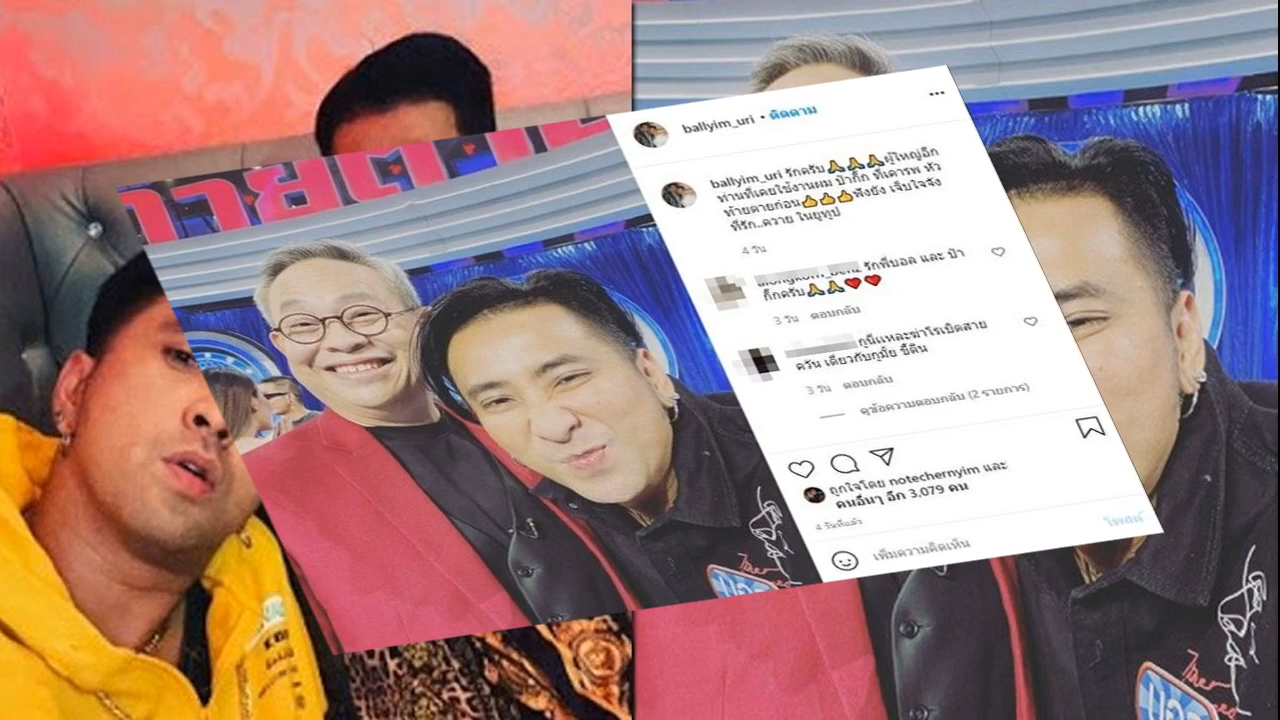 ทายต
ballyim_uri • ติดตาม
ballyim_uri รักครับ🙏🙏🙏ผู้ใหญ่อีก
ท่านที่เคยใช้งานผม ป๋ากิ๊ก ที่เคารพ หัว
ท้ายตายก่อน👍👍👍พึ่งยัง เจ็บใจจัง
ที่รัก..ควาย ในยูทูป
4 วัน
รักพี่บอล และ ป๋า
กิ๊กครับ🙏🙏❤️❤️
3 วัน ตอบกลับ
กูนี่แหละฆ่าโรเบิดสาย
ควัน เดียวกับกูมั้ย ชี้ดีน
3 วัน ตอบกลับ
ดูข้อความตอบกลับ (2 รายการ)
ถูกใจโดย notechernyim และ
คนอื่นๆ อีก 3,079 คน
4 วันที่แล้ว
เพิ่มความคิดเห็น
โพสต์